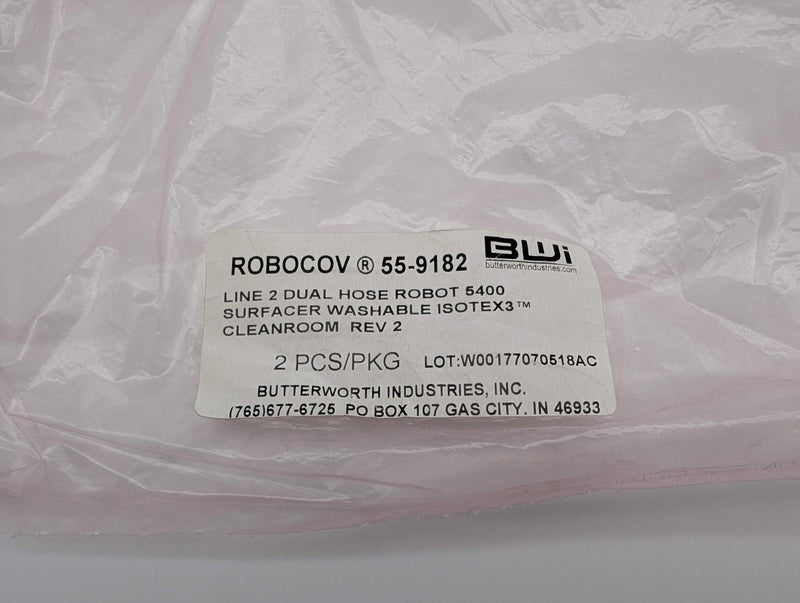 ROBOCOV ® 55-9182
BWi
butterworthindustries.com
LINE 2 DUAL HOSE ROBOT 5400
SURFACER WASHABLE ISOTEX3™
CLEANROOM REV 2
2 PCS/PKG LOT:W00177070518AC
BUTTERWORTH INDUSTRIES, INC.
(765)677-6725 PO BOX 107 GAS CITY, IN 46933